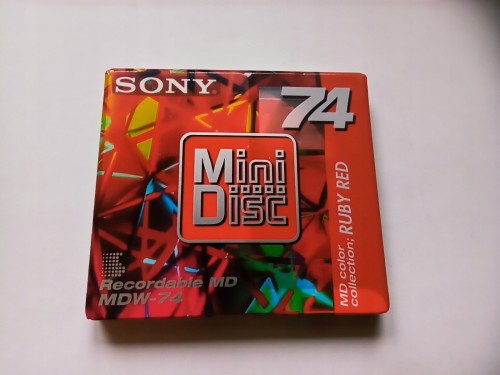 SONY
74
Mini
Disc
Recordable MD
MDW-74
MD color
collection; RUBY RED